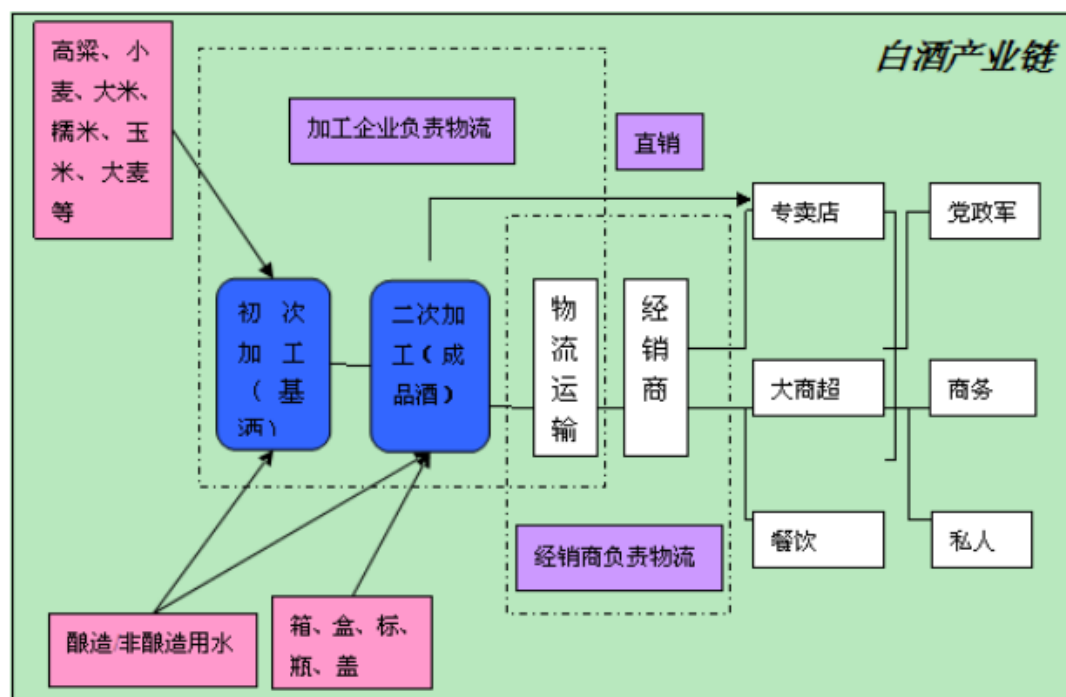 白酒产业链
高粱、小
麦、大米、
糯米、玉
米、大麦
等
加工企业负责物流
直销
专卖店
党政军
初次
加工
（基
酒）
二次加
工（成
品酒）
物
流
运
输
经
销
商
大商超
商务
经销商负责物流
餐饮
私人
酿造/非酿造用水
箱、盒、标、
瓶、盖